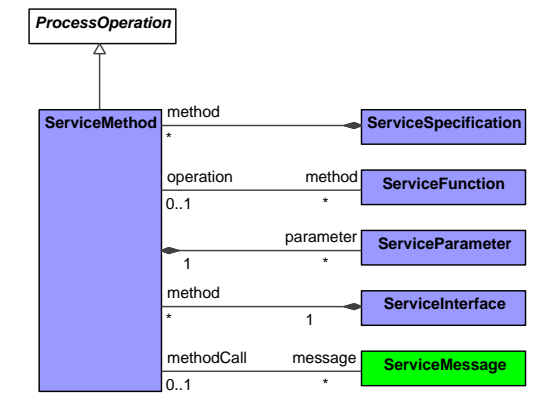 ProcessOperation
ServiceMethod
method
*
ServiceSpecification
operation
method
0..1
*
ServiceFunction
parameter
1
*
ServiceParameter
method
*
1
ServiceInterface
methodCall
message
0..1
*
ServiceMessage